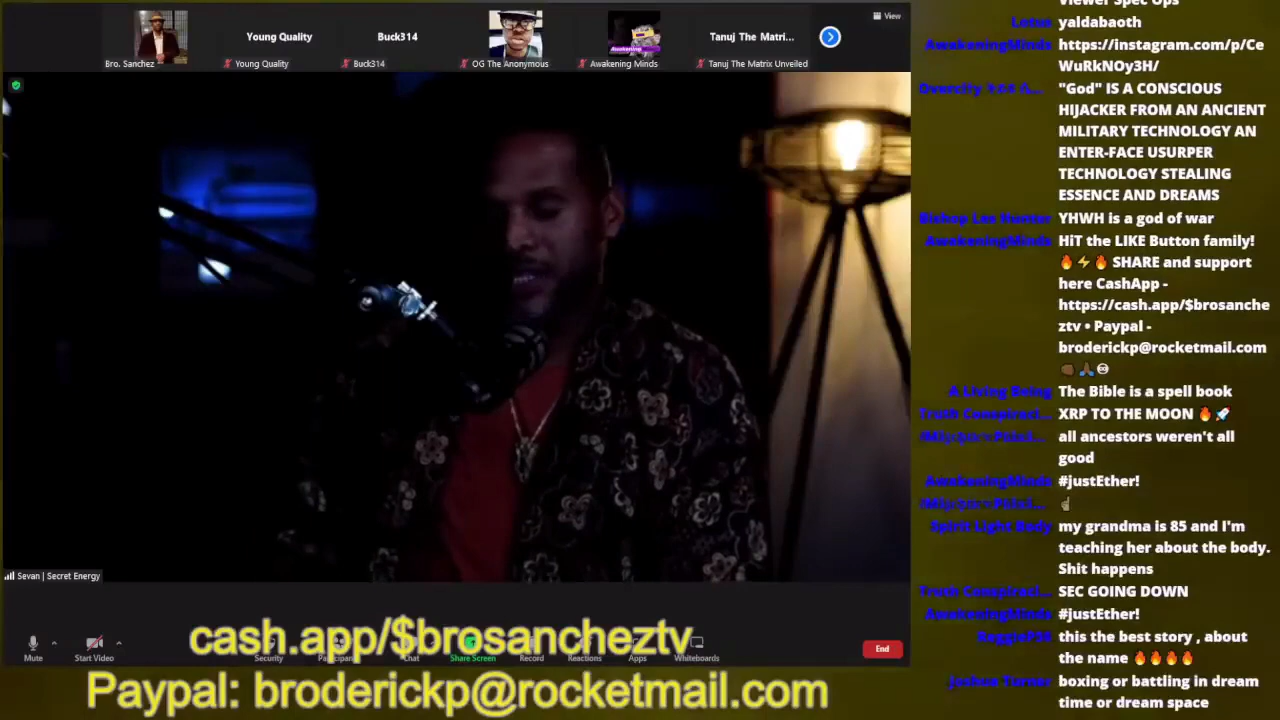 Young Quality
Buck314
Tanuj The Matri...
View
Bro. Sanchez
Young Quality
Buck314
OG The Anonymous
Awakening Minds
Tanuj The Matrix Unveiled
Awakening
Sevan | Secret Energy
Mute
Start Video
Security
Chat
Share Screen
Record
Reactions
Apps
Whiteboards
End
cash.app/$brosancheztv
Paypal: broderickp@rocketmail.com
Viewer Spec Ops
yaldabaoth
AwakeningMinds
https://instagram.com/p/Ce
WuRkNOy3H/
"God" IS A CONSCIOUS
HIJACKER FROM AN ANCIENT
MILITARY TECHNOLOGY AN
ENTER-FACE USURPER
TECHNOLOGY STEALING
ESSENCE AND DREAMS
Bishop Lee Hunter
YHWH is a god of war
AwakeningMinds
HiT the LIKE Button family!
🔥⚡🔥 SHARE and support
here CashApp -
https://cash.app/$brosanche
ztv • Paypal -
broderickp@rocketmail.com
A Living Being
The Bible is a spell book
Truth Conspiraci...
XRP TO THE MOON 🔥🚀
all ancestors weren't all
good
AwakeningMinds
#justEther!
Spirit Light Body
my grandma is 85 and I'm
teaching her about the body.
Shit happens
Truth Conspiraci...
SEC GOING DOWN
AwakeningMinds
#justEther!
this the best story , about
the name 🔥🔥🔥🔥
Joshua Turner
boxing or battling in dream
time or dream space